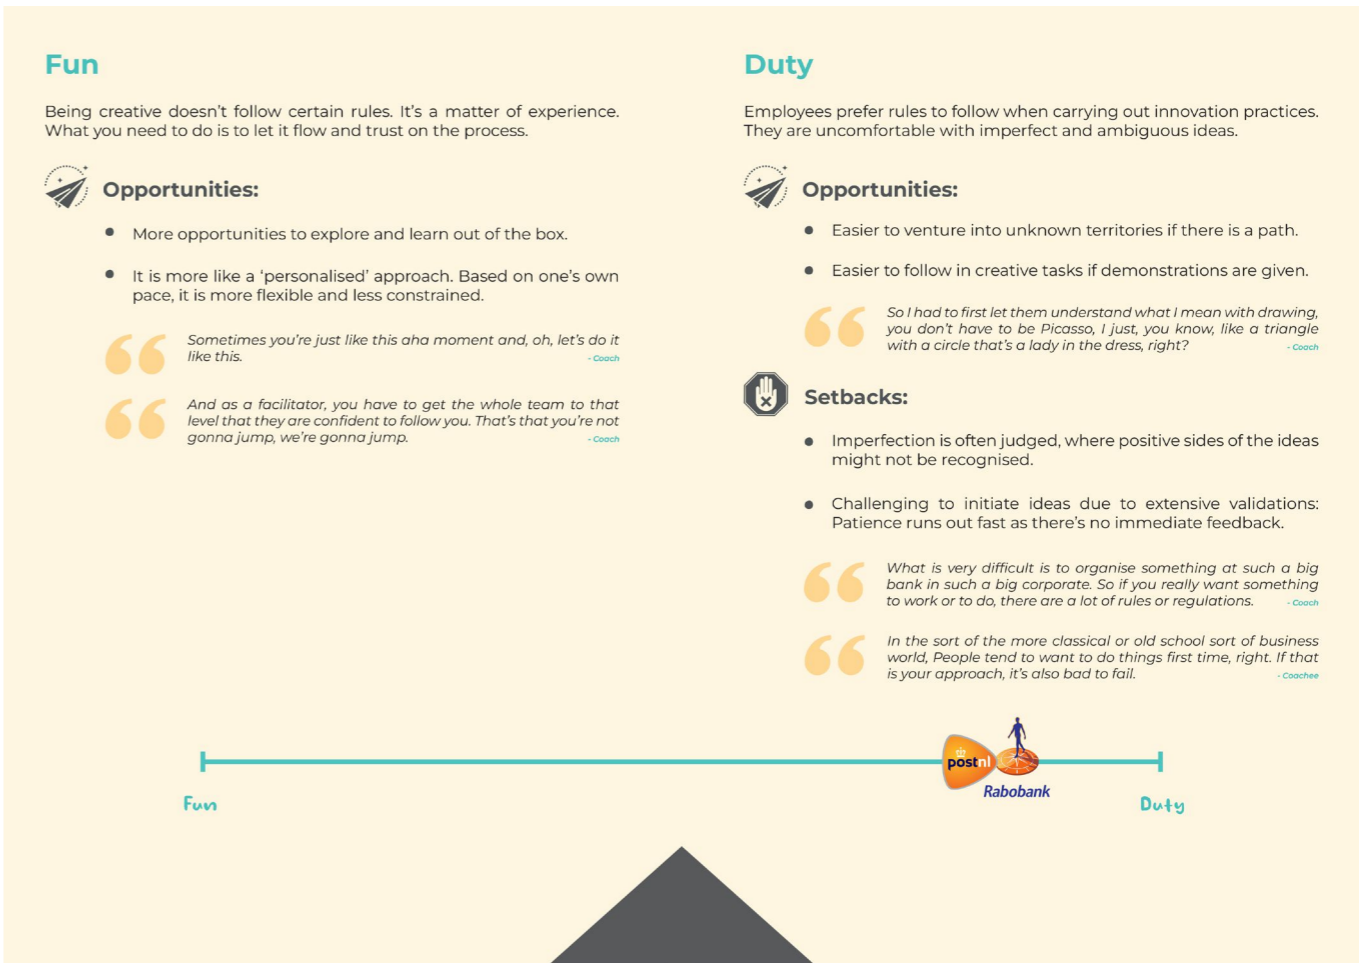 Fun
Being creative doesn't follow certain rules. It's a matter of experience.
What you need to do is to let it flow and trust on the process.
Opportunities:
• More opportunities to explore and learn out of the box.
• It is more like a 'personalised' approach. Based on one's own
pace, it is more flexible and less constrained.
Sometimes you're just like this aha moment and, oh, let's do it
like this.
- Coach
And as a facilitator, you have to get the whole team to that
level that they are confident to follow you. That's that you're not
gonna jump, we're gonna jump.
- Coach
Duty
Employees prefer rules to follow when carrying out innovation practices.
They are uncomfortable with imperfect and ambiguous ideas.
Opportunities:
• Easier to venture into unknown territories if there is a path.
• Easier to follow in creative tasks if demonstrations are given.
So I had to first let them understand what I mean with drawing,
you don't have to be Picasso, I just, you know, like a triangle
with a circle that's a lady in the dress, right?
- Coach
Setbacks:
• Imperfection is often judged, where positive sides of the ideas
might not be recognised.
• Challenging to initiate ideas due to extensive validations:
Patience runs out fast as there's no immediate feedback.
What is very difficult is to organise something at such a big
bank in such a big corporate. So if you really want something
to work or to do, there are a lot of rules or regulations.
- Coach
In the sort of the more classical or old school sort of business
world, People tend to want to do things first time, right. If that
is your approach, it's also bad to fail.
- Coachee
postnl
Rabobank
Fun
Duty